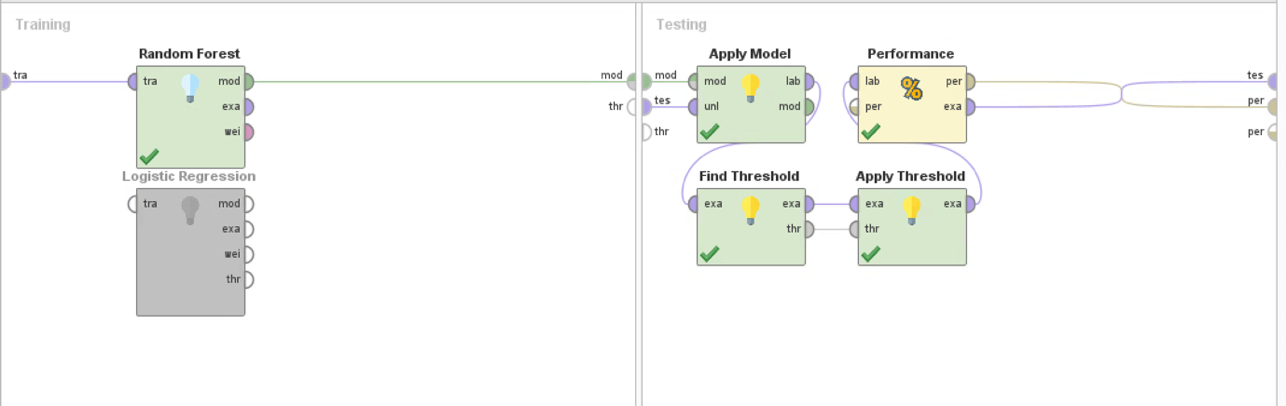 Training
Testing
Random Forest
Apply Model
Performance
tra
tra
mod
mod
mod
mod
lab
lab
per
tes
exa
thr
tes
unl
mod
per
exa
per
wei
thr
per
Logistic Regression
Find Threshold
Apply Threshold
tra
mod
exa
exa
exa
exa
exa
thr
thr
wei
thr
%